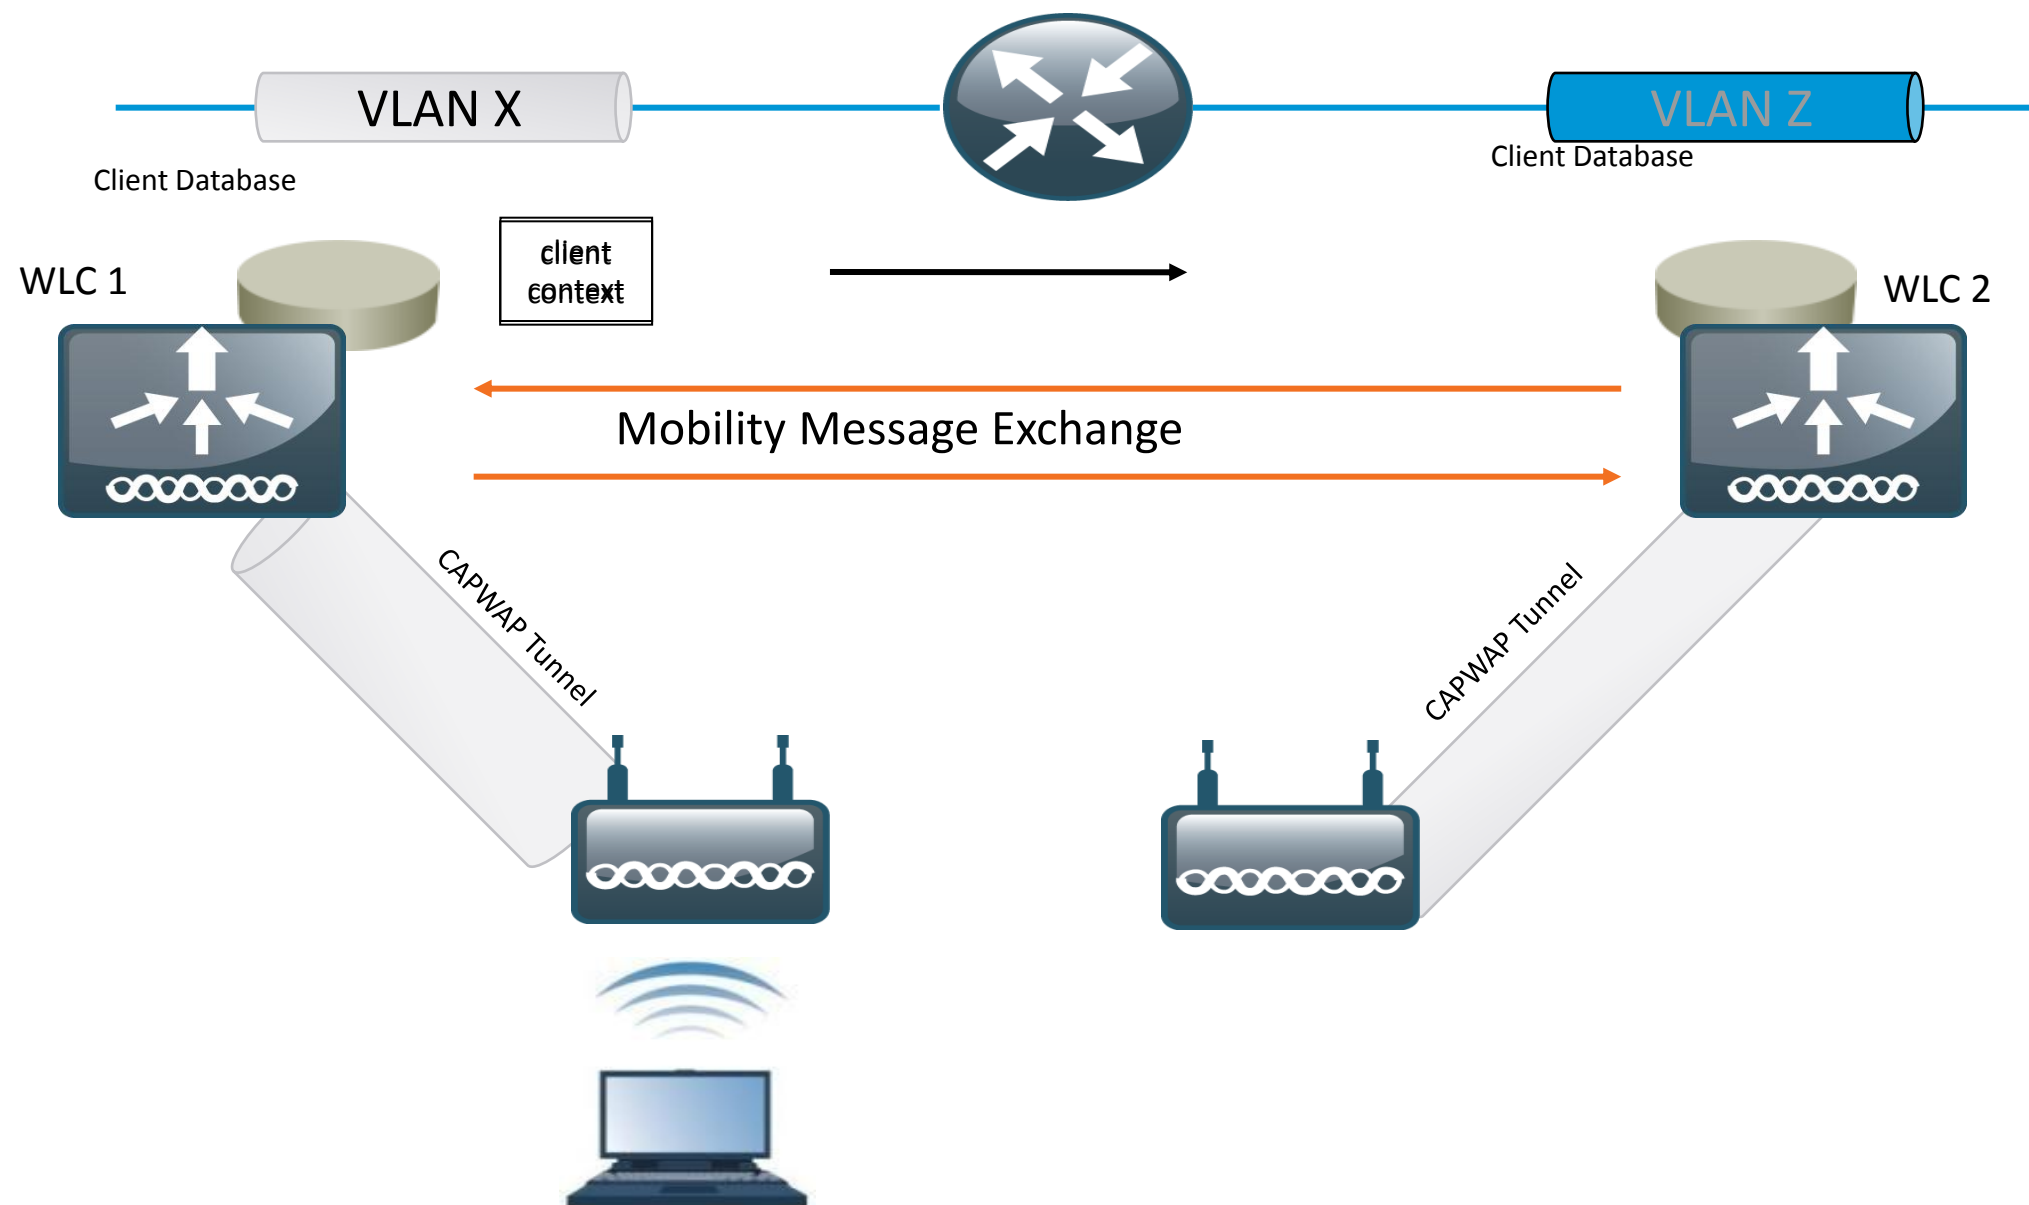 VLAN X
VLAN Z
Client Database
Client Database
client
context
WLC 1
WLC 2
Mobility Message Exchange
CAPWAP Tunnel
CAPWAP Tunnel